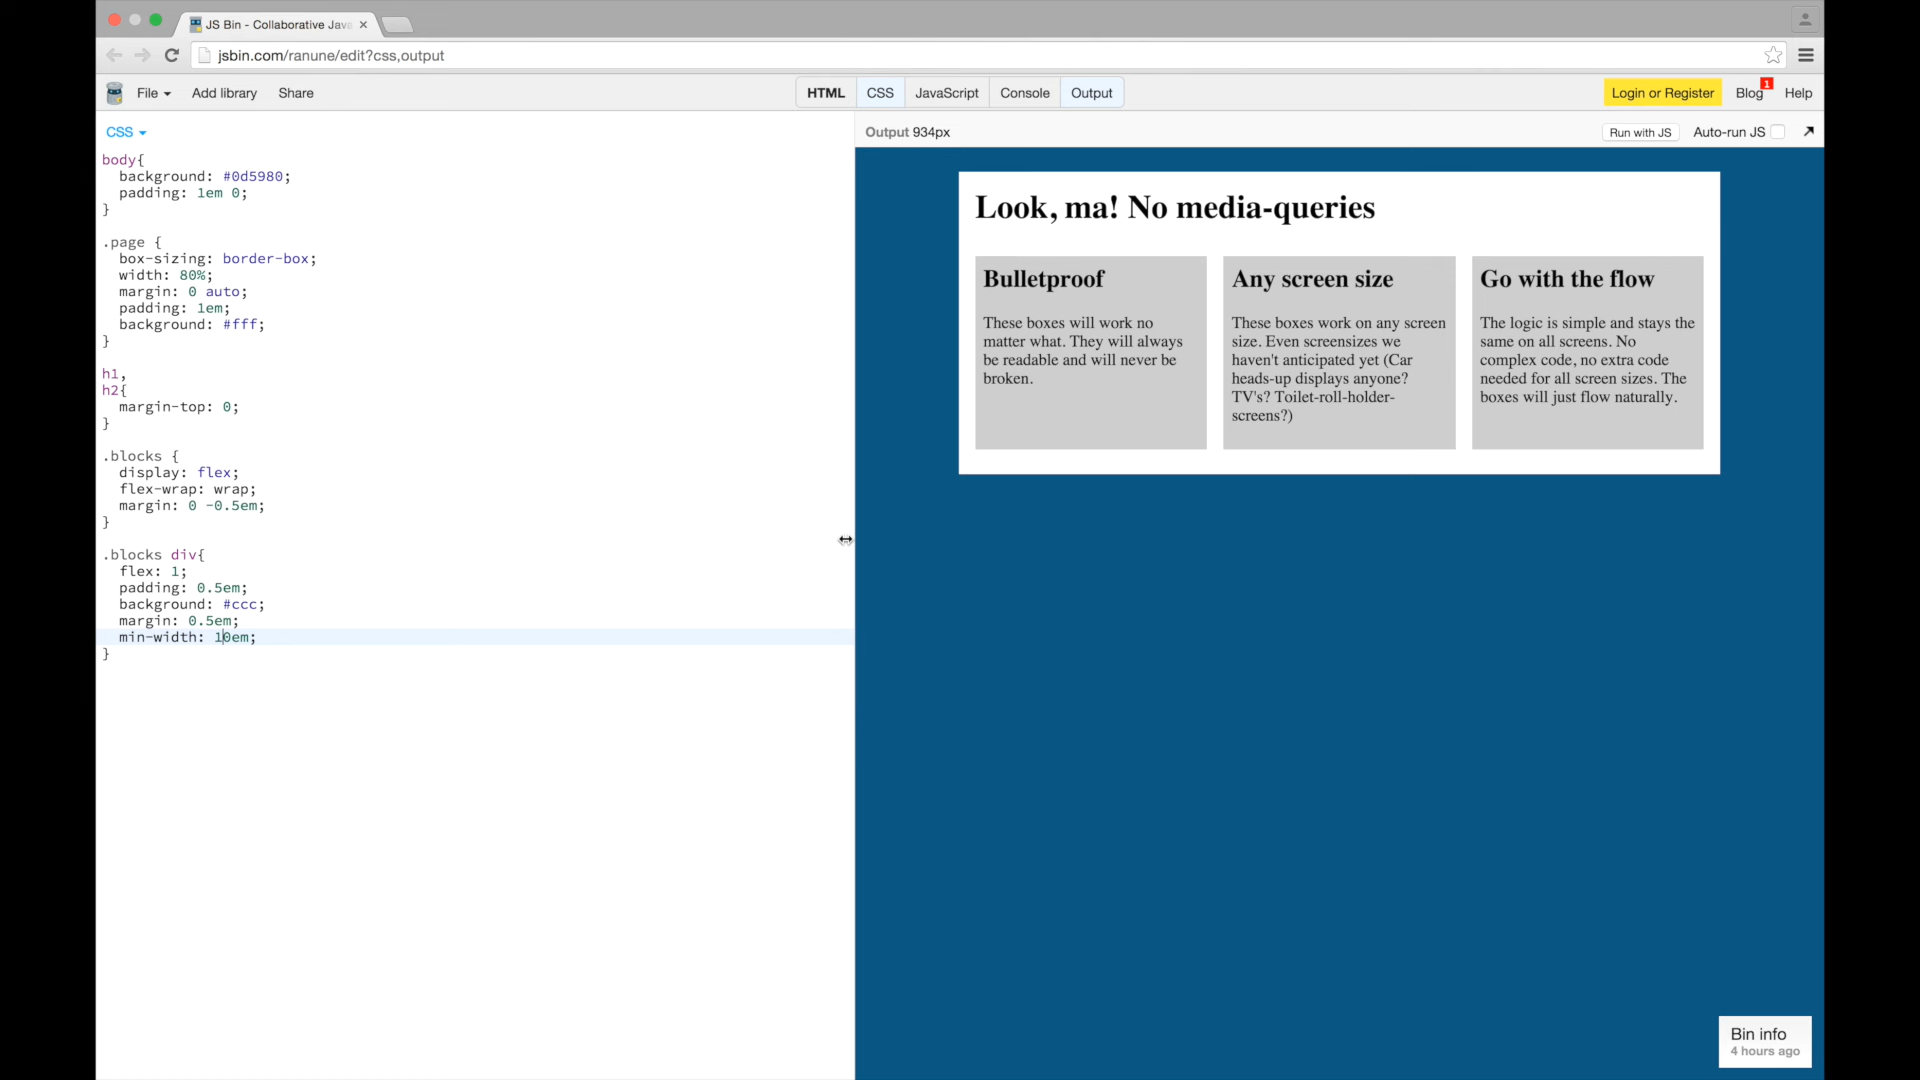 JS Bin - Collaborative Java
jsbin.com/ranune/edit?css,output
File Add library Share HTML CSS JavaScript Console Output Login or Register Blog 1 Help
CSS
Output 934px Run with JS Auto-run JS
body{
background: #0d5980;
padding: 1em 0;
}
.page {
box-sizing: border-box;
width: 80%;
margin: 0 auto;
padding: 1em;
background: #fff;
}
h1,
h2{
margin-top: 0;
}
.blocks {
display: flex;
flex-wrap: wrap;
margin: 0 -0.5em;
}
.blocks div{
flex: 1;
padding: 0.5em;
background: #ccc;
margin: 0.5em;
min-width: 10em;
}
Look, ma! No media-queries
Bulletproof
These boxes will work no
matter what. They will always
be readable and will never be
broken.
Any screen size
These boxes work on any screen
size. Even screensizes we
haven't anticipated yet (Car
heads-up displays anyone?
TV's? Toilet-roll-holder-
screens?)
Go with the flow
The logic is simple and stays the
same on all screens. No
complex code, no extra code
needed for all screen sizes. The
boxes will just flow naturally.
Bin info
4 hours ago